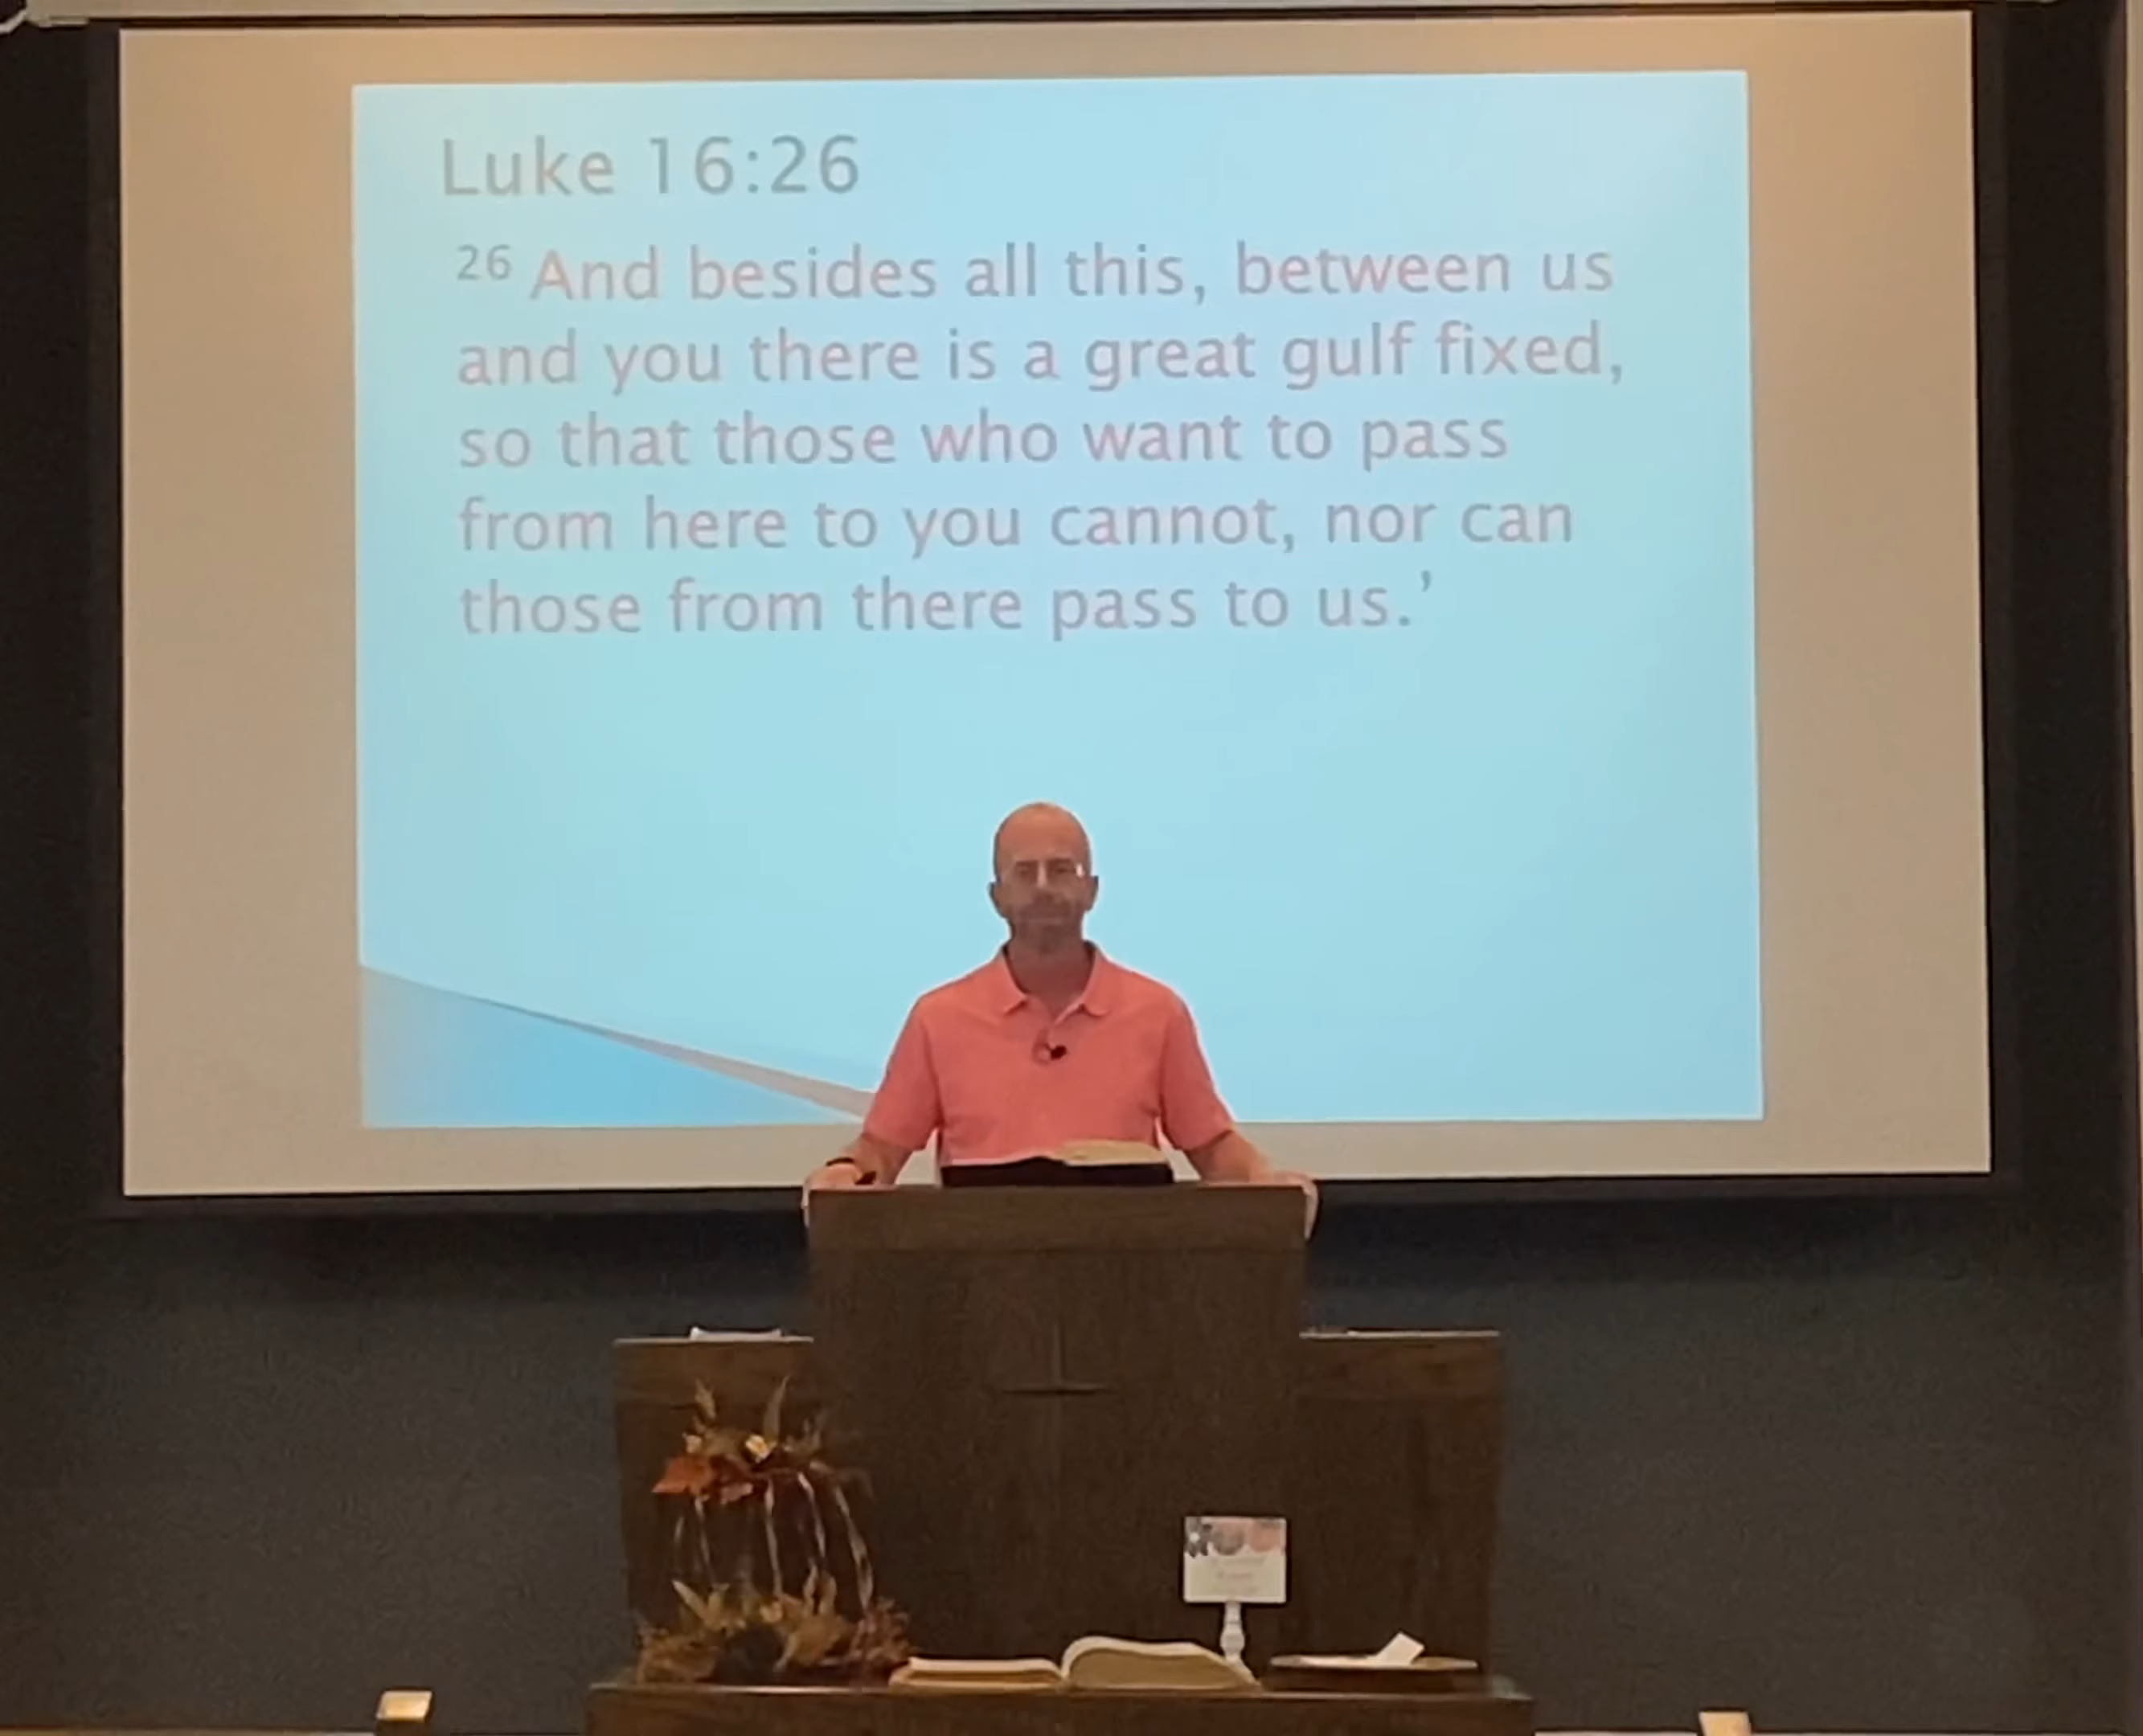 Luke 16:26
26 And besides all this, between us
and you there is a great gulf fixed,
so that those who want to pass
from here to you cannot, nor can
those from there pass to us.’